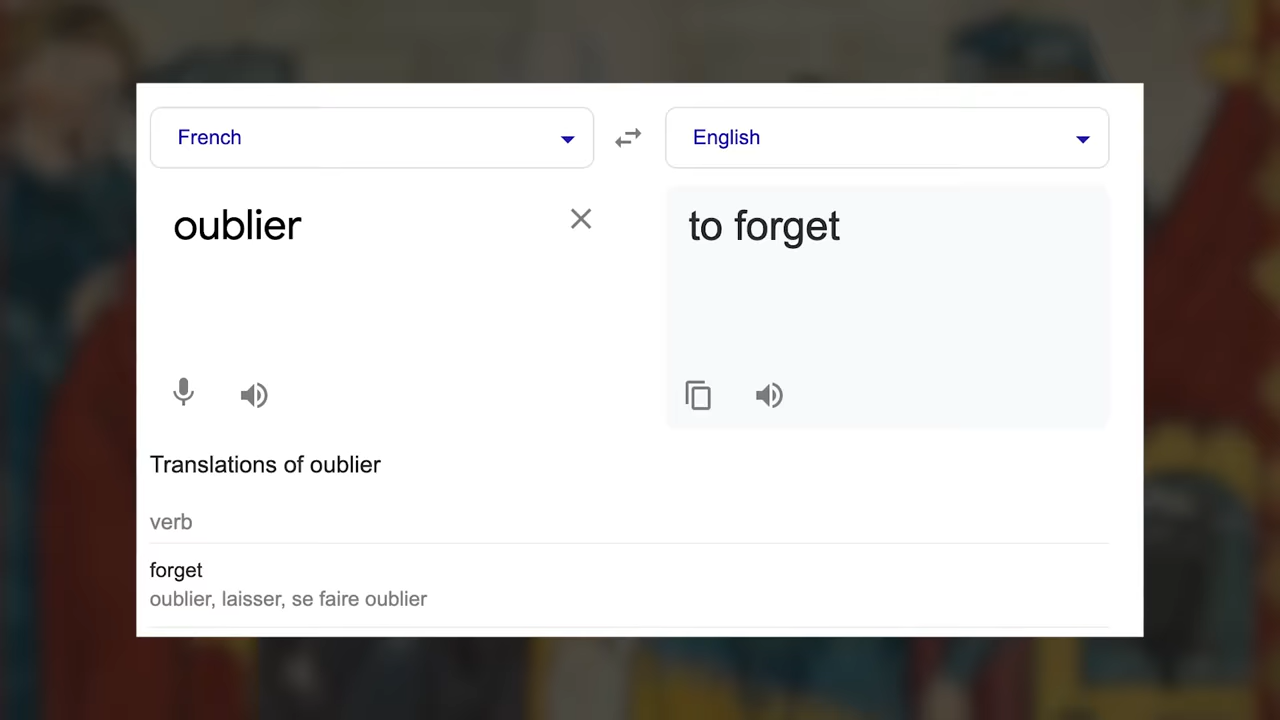 French
English
oublier
to forget
Translations of oublier
verb
forget
oublier, laisser, se faire oublier